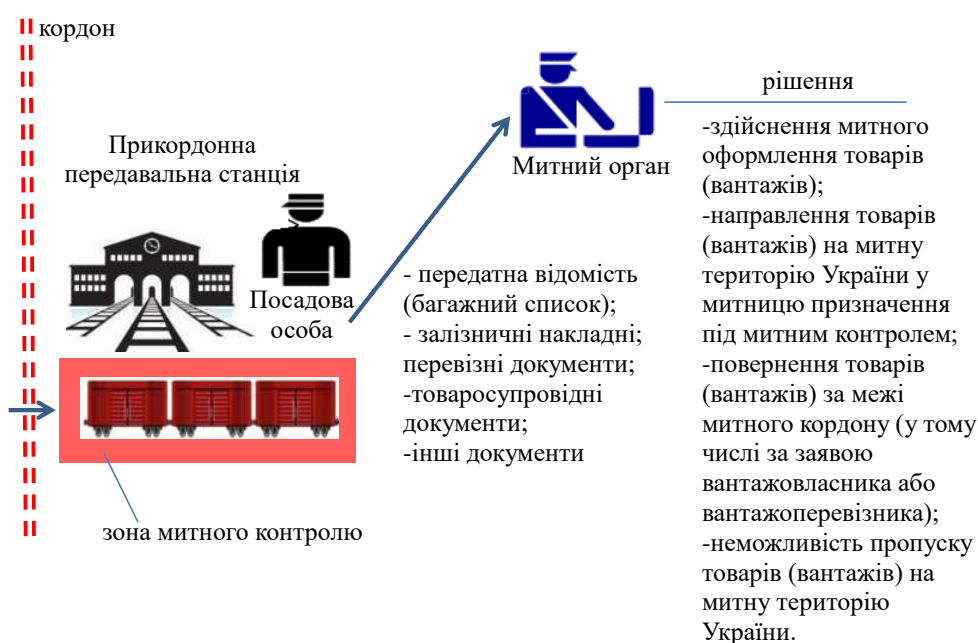 кордон
Прикордонна
передавальна станція
Посадова
особа
зона митного контролю
- передатна відомість
(багажний список);
- залізничні накладні;
перевізні документи;
-товаросупровідні
документи;
-інші документи
Митний орган
рішення
-здійснення митного
оформлення товарів
(вантажів);
-направлення товарів
(вантажів) на митну
територію України у
митницю призначення
під митним контролем;
-повернення товарів
(вантажів) за межі
митного кордону (у тому
числі за заявою
вантажовласника або
вантажоперевізника);
-неможливість пропуску
товарів (вантажів) на
митну територію
України.